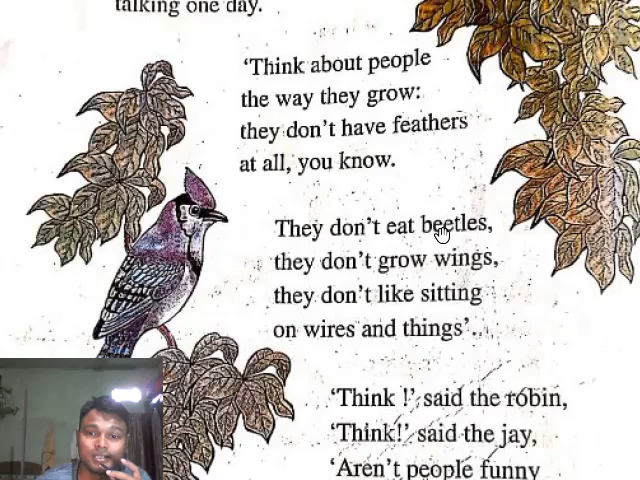 talking one day.
'Think about people
the way they grow:
they don't have feathers
at all, you know.
They don't eat beetles,
they don't grow wings,
they don't like sitting
on wires and things'.
'Think !', said the robin,
'Think!' said the jay,
'Aren't people funny